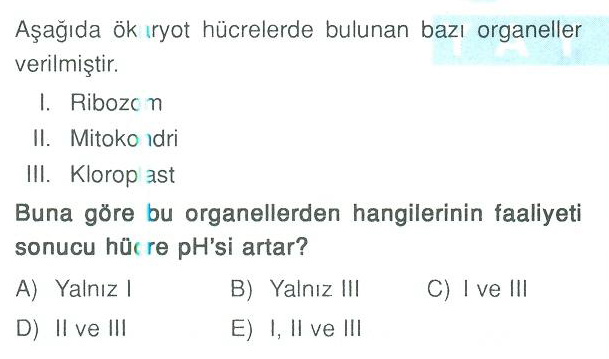 Aşağıda ökaryot hücrelerde bulunan bazı organeller
verilmiştir.
I. Ribozom
II. Mitokondri
III. Kloroplast
Buna göre bu organellerden hangilerinin faaliyeti
sonucu hücre pH'si artar?
A) Yalnız I B) Yalnız III C) I ve III
D) II ve III E) I, II ve III